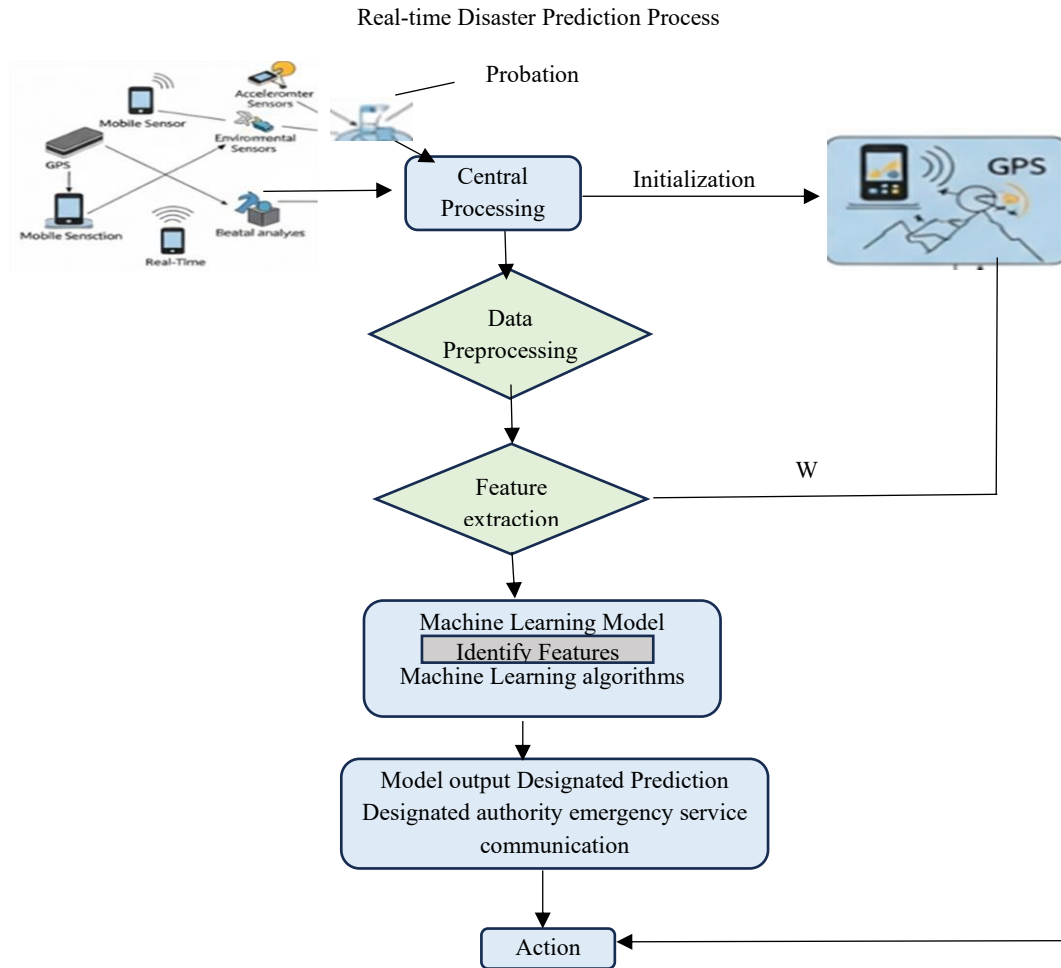 Real-time Disaster Prediction Process
Probation
Acceleromter
Sensors
Mobile Sensor
Environmental
Sensors
GPS
Mobile Sensction
Real-Time
Beatal analyzes
Central
Processing
Initialization
GPS
Data
Preprocessing
Feature
extraction
W
Machine Learning Model
Identify Features
Machine Learning algorithms
Model output Designated Prediction
Designated authority emergency service
communication
Action